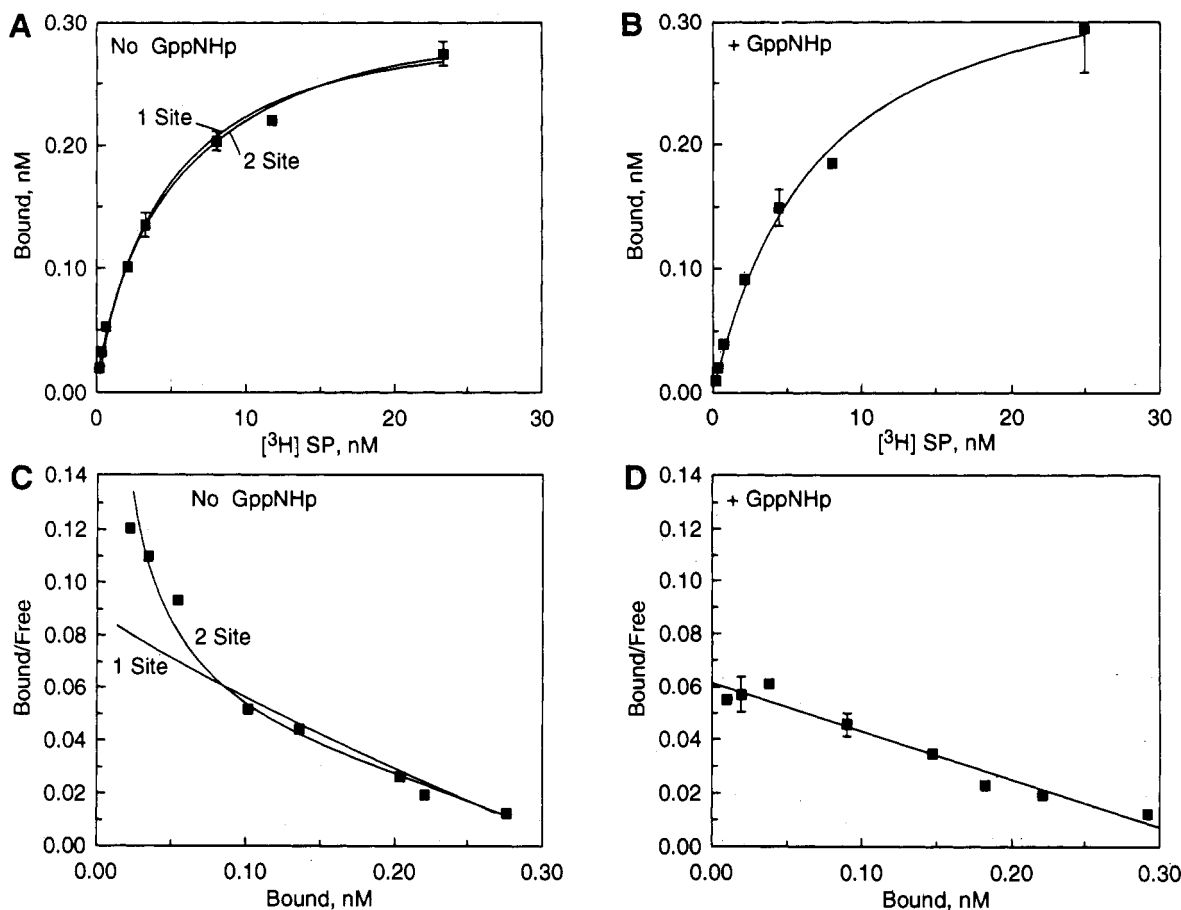 A
No GppNHp
Bound, nM
0.30
0.20
0.10
0.00
1 Site
2 Site
0
10
20
30
[³H] SP, nM
B
+ GppNHp
Bound, nM
0.30
0.20
0.10
0.00
0
10
20
30
[³H] SP, nM
C
No GppNHp
Bound/Free
0.14
0.12
0.10
0.08
0.06
0.04
0.02
0.00
2 Site
1 Site
0.00
0.10
0.20
0.30
Bound, nM
D
+ GppNHp
Bound/Free
0.14
0.12
0.10
0.08
0.06
0.04
0.02
0.00
0.00
0.10
0.20
0.30
Bound, nM